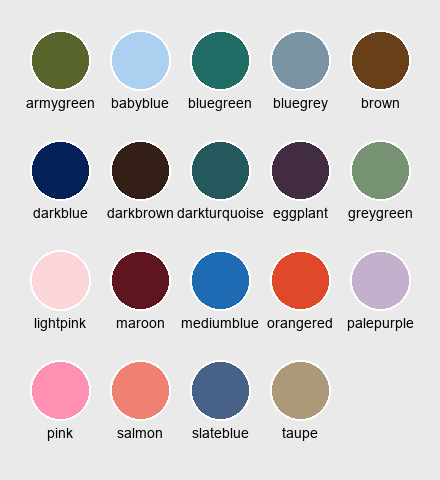 armygreen babyblue bluegreen bluegrey brown
darkblue darkbrown darkturquoise eggplant greygreen
lightpink maroon mediumblue orangered palepurple
pink salmon slateblue taupe